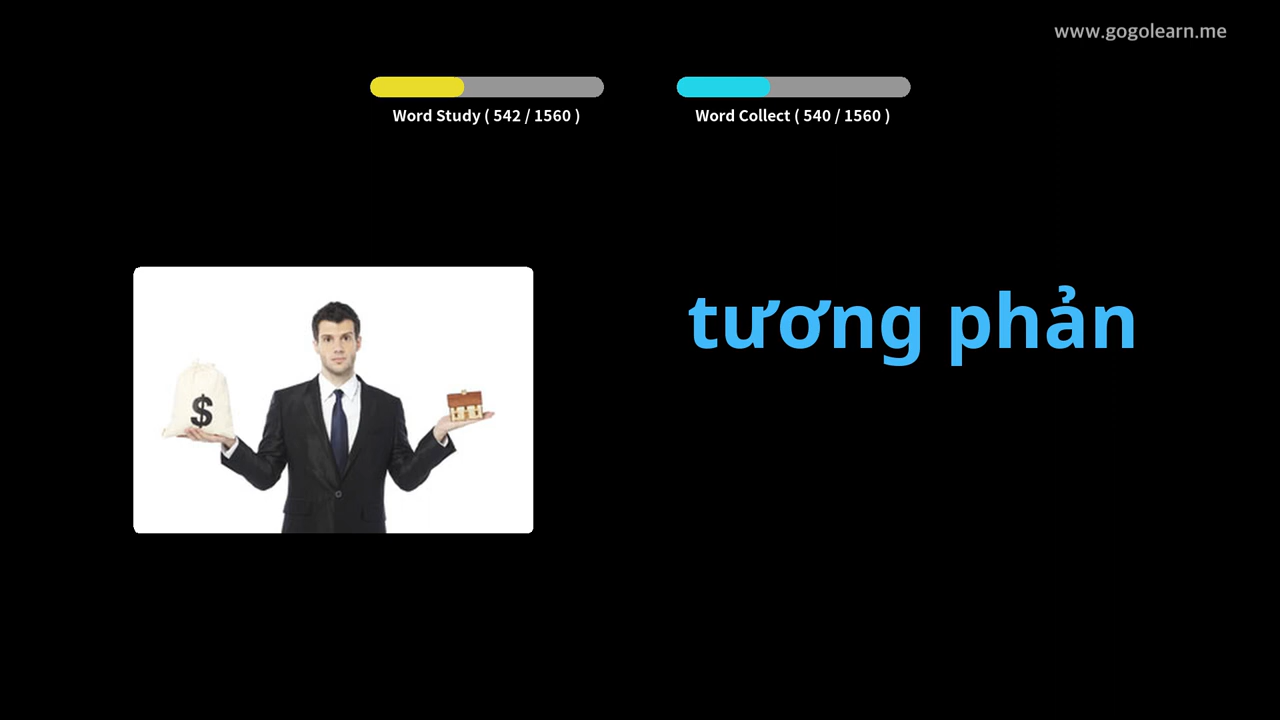 www.gogolearn.me
Word Study ( 542 / 1560 )
Word Collect ( 540 / 1560 )
tương phản
$